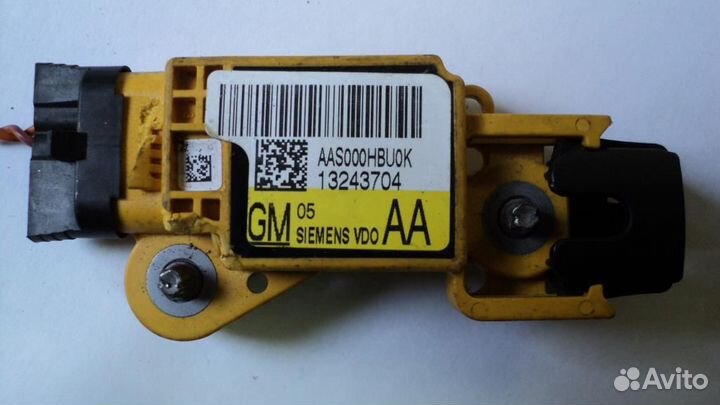 AAS000HBU0K
13243704
GM 05 SIEMENS VDO AA
Avito